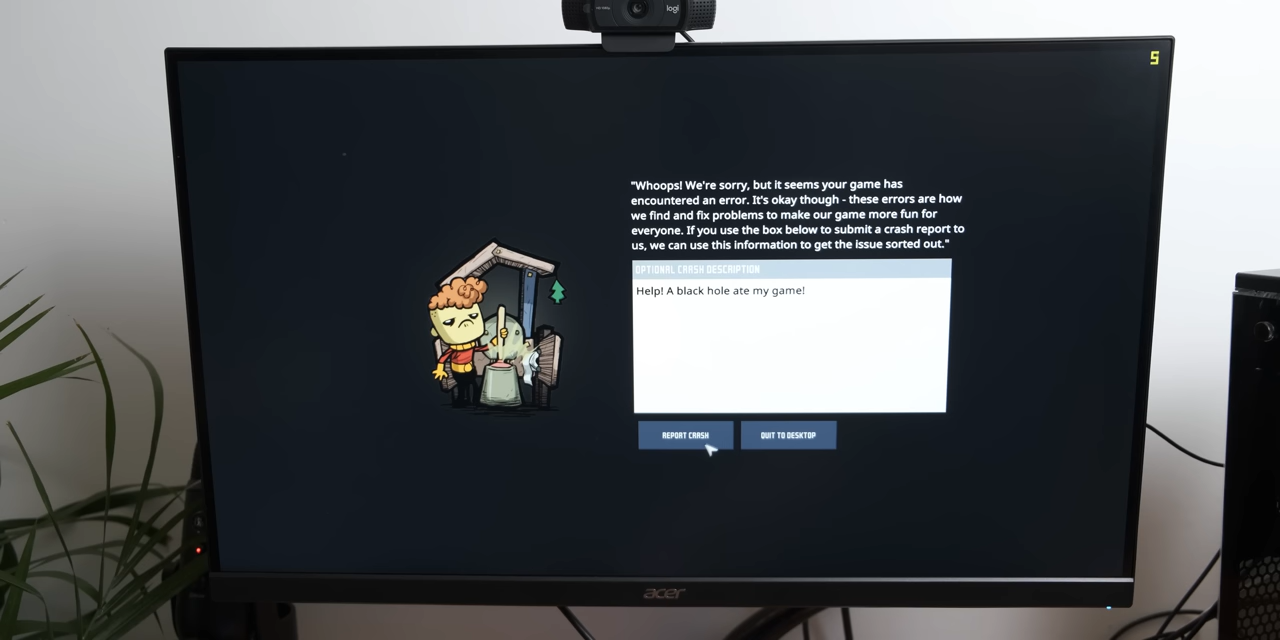 logi
5
"Whoops! We're sorry, but it seems your game has
encountered an error. It's okay though - these errors are how
we find and fix problems to make our game more fun for
everyone. If you use the box below to submit a crash report to
us, we can use this information to get the issue sorted out."
OPTIONAL CRASH DESCRIPTION
Help! A black hole ate my game!
REPORT CRASH
QUIT TO DESKTOP
acer